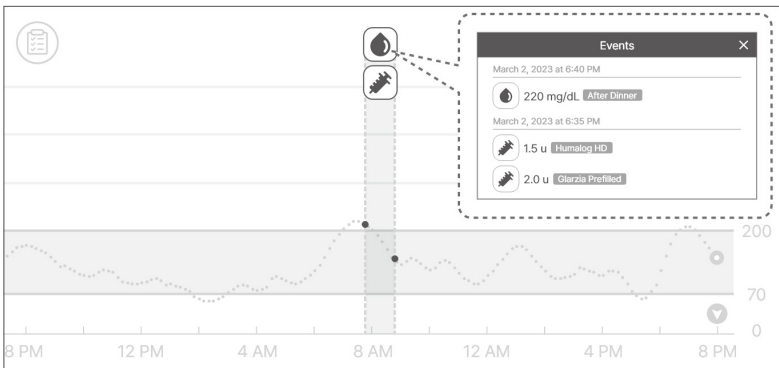 Events
March 2, 2023 at 6:40 PM
220 mg/dL After Dinner
March 2, 2023 at 6:35 PM
1.5 u Humalog HD
2.0 u Glarzia Prefilled
200
70
0
8 PM 12 PM 4 AM 8 AM 12 AM 4 PM 8 PM